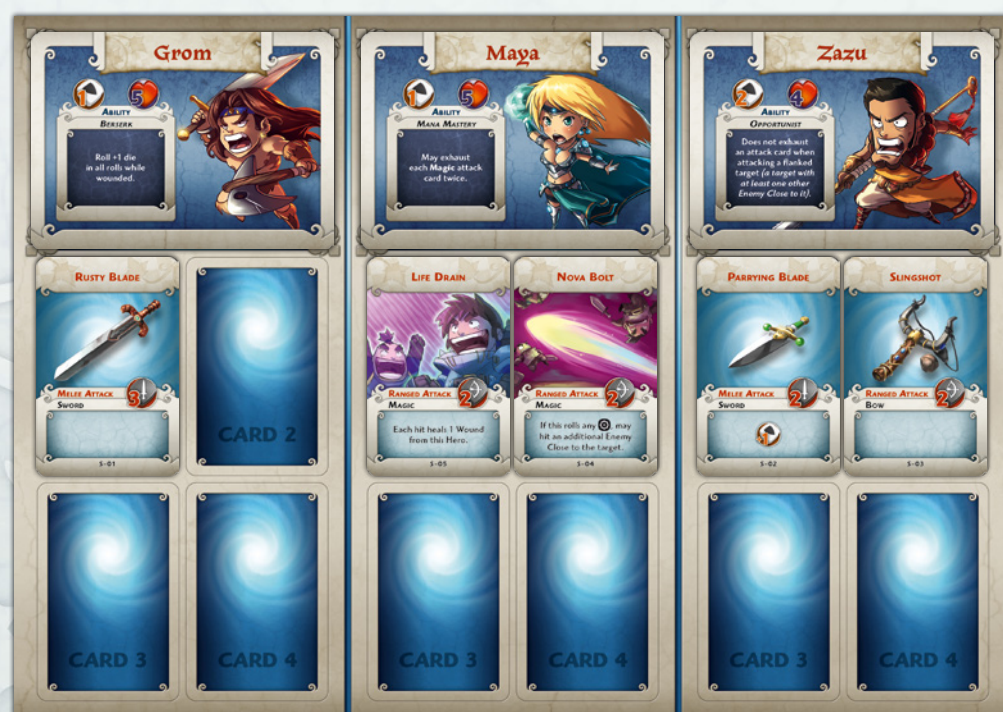 Grom
1
5
Ability
Berserk
Roll +1 die
in all rolls while
wounded.
Rusty Blade
Melee Attack
3
Sword
S-01
CARD 2
CARD 3
CARD 4
Maya
1
5
Ability
Mana Mastery
May exhaust
each Magic attack
card twice.
Life Drain
Ranged Attack
2
Magic
Each hit heals 1 Wound
from this Hero.
S-05
Nova Bolt
Ranged Attack
2
Magic
If this rolls any , may
hit an additional Enemy
Close to the target.
S-04
CARD 3
CARD 4
Zazu
2
4
Ability
Opportunist
Does not exhaust
an attack card when
attacking a flanked
target (a target with
at least one other
Enemy Close to it).
Parrying Blade
Melee Attack
2
Sword
+1
S-02
Slingshot
Ranged Attack
2
Bow
S-03
CARD 3
CARD 4